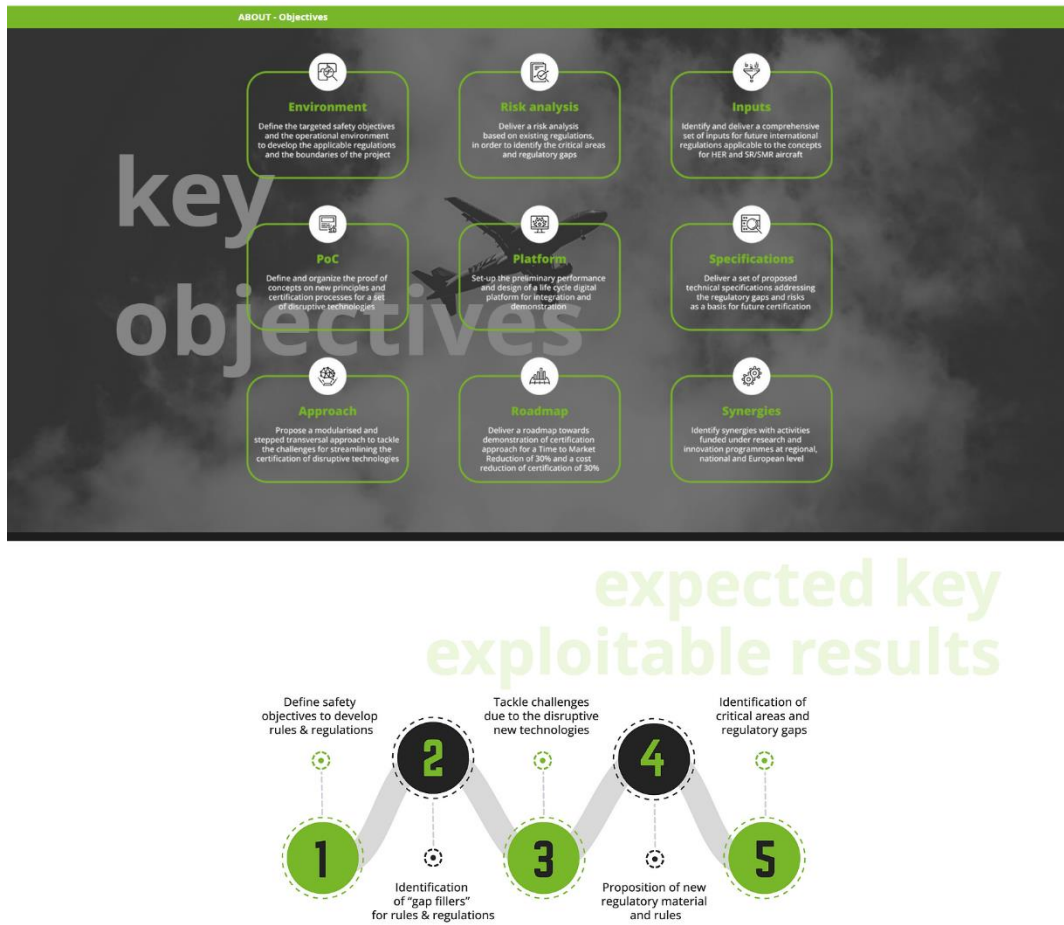 ABOUT - Objectives
key
objectives
Environment
Define the targeted safety objectives
and the operational environment
to develop the applicable regulations
and the boundaries of the project
Risk analysis
Deliver a risk analysis
based on existing regulations,
in order to identify the critical areas
and regulatory gaps
Inputs
Identify and deliver a comprehensive
set of inputs for future international
regulations applicable to the concepts
for HER and SR/SMR aircraft
PoC
Define and organize the proof of
concepts on new principles and
certification processes for a set
of disruptive technologies
Platform
Set-up the preliminary performance
and design of a life cycle digital
platform for integration and
demonstration
Specifications
Deliver a set of proposed
technical specifications addressing
the regulatory gaps and risks
as a basis for future certification
Approach
Propose a modularised and
stepped transversal approach to tackle
the challenges for streamlining the
certification of disruptive technologies
Roadmap
Deliver a roadmap towards
demonstration of certification
approach for a Time to Market
Reduction of 30% and a cost
reduction of certification of 30%
Synergies
Identify synergies with activities
funded under research and
innovation programmes at regional,
national and European level
expected key
exploitable results
Define safety
objectives to develop
rules & regulations
1
2
Identification
of “gap fillers”
for rules & regulations
Tackle challenges
due to the disruptive
new technologies
3
4
Proposition of new
regulatory material
and rules
Identification of
critical areas and
regulatory gaps
5